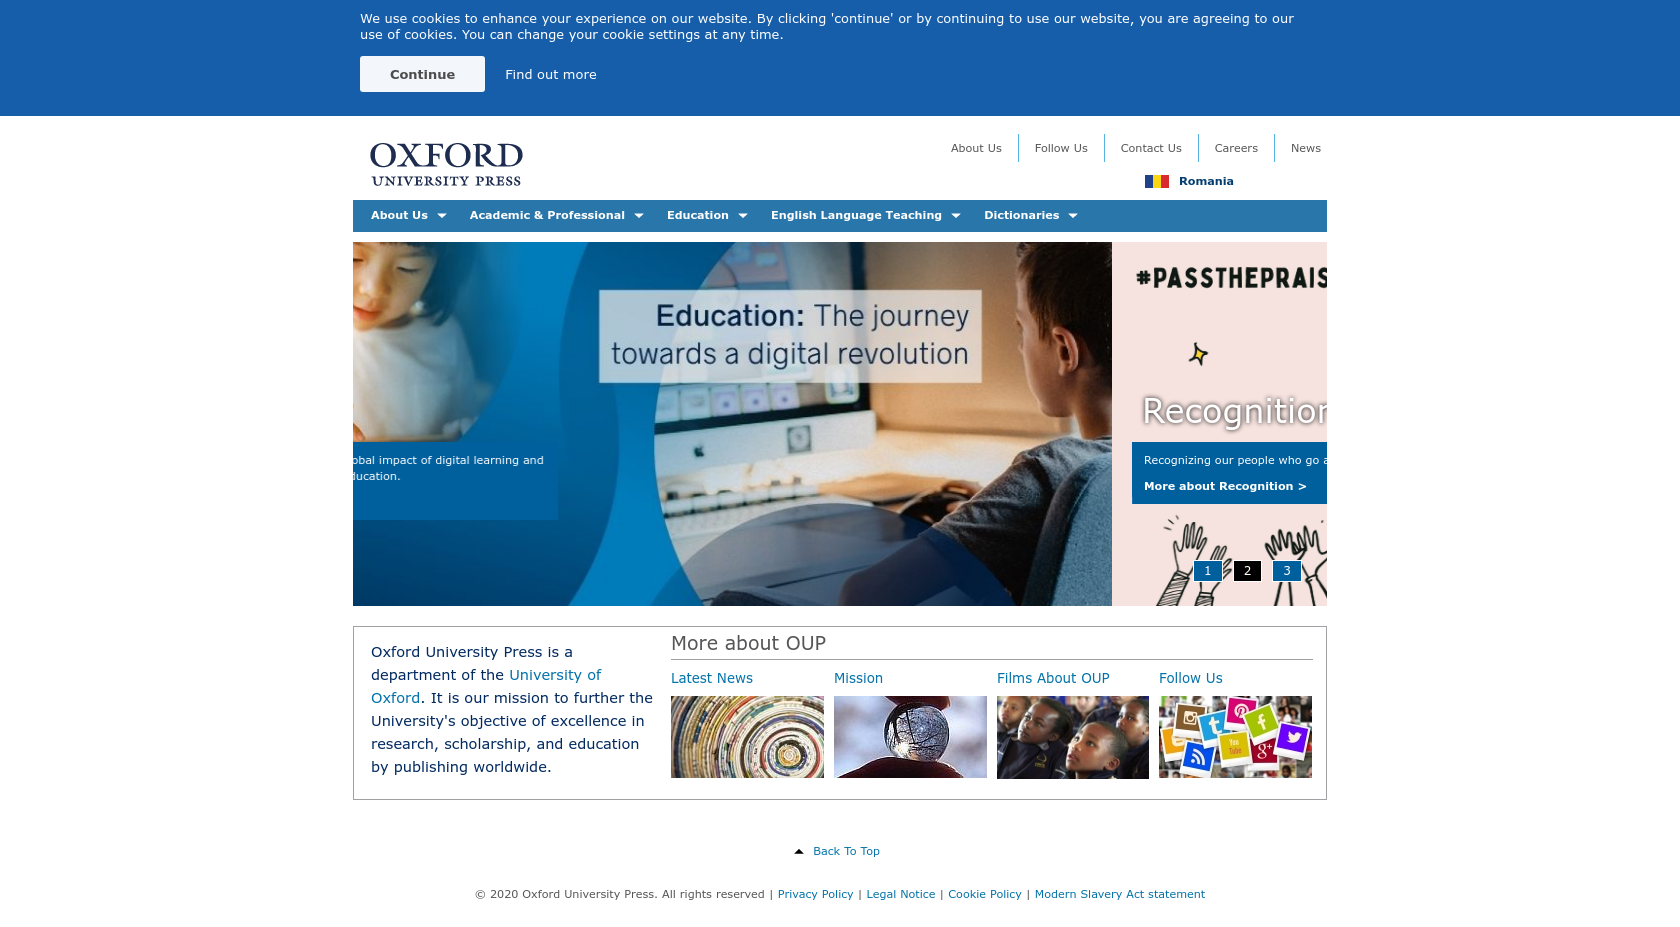 We use cookies to enhance your experience on our website. By clicking 'continue' or by continuing to use our website, you are agreeing to our
use of cookies. You can change your cookie settings at any time.
Continue
Find out more
OXFORD
UNIVERSITY PRESS
About Us
Follow Us
Contact Us
Careers
News
Romania
About Us
Academic & Professional
Education
English Language Teaching
Dictionaries
Education: The journey
towards a digital revolution
obal impact of digital learning and
ducation.
#PASSTHEPRAIS
Recognition
Recognizing our people who go a
More about Recognition >
1
2
3
Oxford University Press is a
department of the University of
Oxford. It is our mission to further the
University's objective of excellence in
research, scholarship, and education
by publishing worldwide.
More about OUP
Latest News
Mission
Films About OUP
Follow Us
You
Tube
g+
Back To Top
© 2020 Oxford University Press. All rights reserved | Privacy Policy | Legal Notice | Cookie Policy | Modern Slavery Act statement